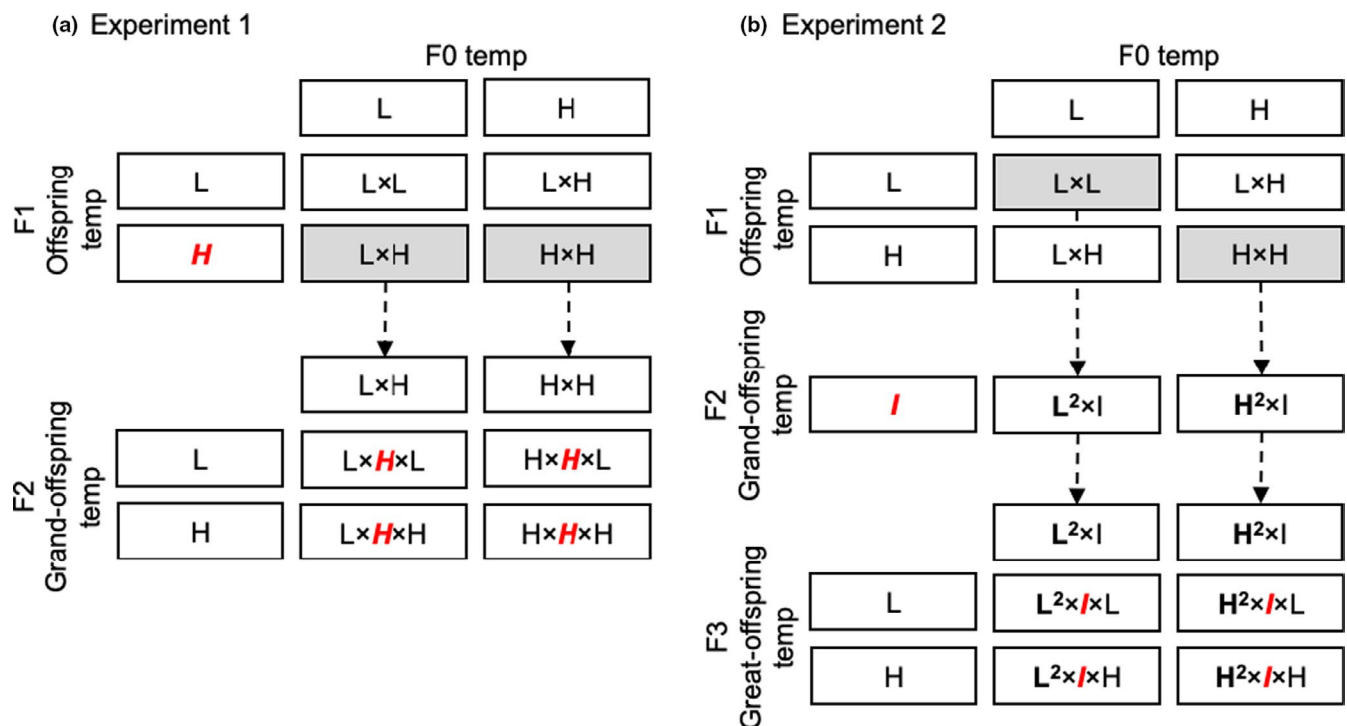 (a) Experiment 1
F0 temp
L H
F1
Offspring
temp
L L×L L×H
H L×H H×H
L×H H×H
F2
Grand-offspring
temp
L L×H×L H×H×L
H L×H×H H×H×H
(b) Experiment 2
F0 temp
L H
F1
Offspring
temp
L L×L L×H
H L×H H×H
F2
Grand-offspring
temp
I L²×I H²×I
L²×I H²×I
F3
Great-offspring
temp
L L²×I×L H²×I×L
H L²×I×H H²×I×H